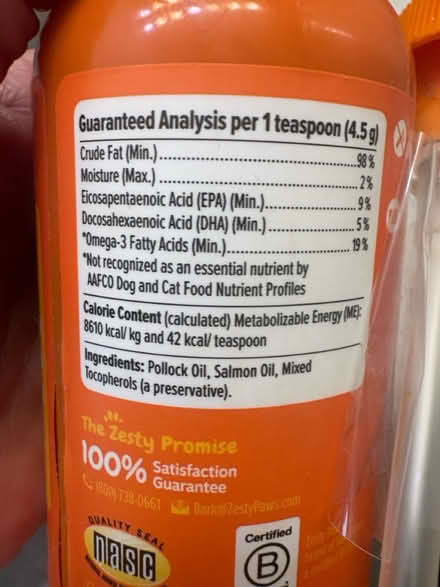 Guaranteed Analysis per 1 teaspoon (4.5 g)
Crude Fat (Min.)....................................................98%
Moisture (Max.)....................................................2%
Eicosapentaenoic Acid (EPA) (Min.).....................9%
Docosahexaenoic Acid (DHA) (Min.)....................5%
*Omega-3 Fatty Acids (Min.)...............................19%
*Not recognized as an essential nutrient by
AAFCO Dog and Cat Food Nutrient Profiles
Calorie Content (calculated) Metabolizable Energy (ME):
8610 kcal/ kg and 42 kcal/ teaspoon
Ingredients: Pollock Oil, Salmon Oil, Mixed
Tocopherols (a preservative).
The Zesty Promise
100% Satisfaction
Guarantee
(800) 738-0661 Bark@ZestyPaws.com
QUALITY SEAL
nasc
Certified
B